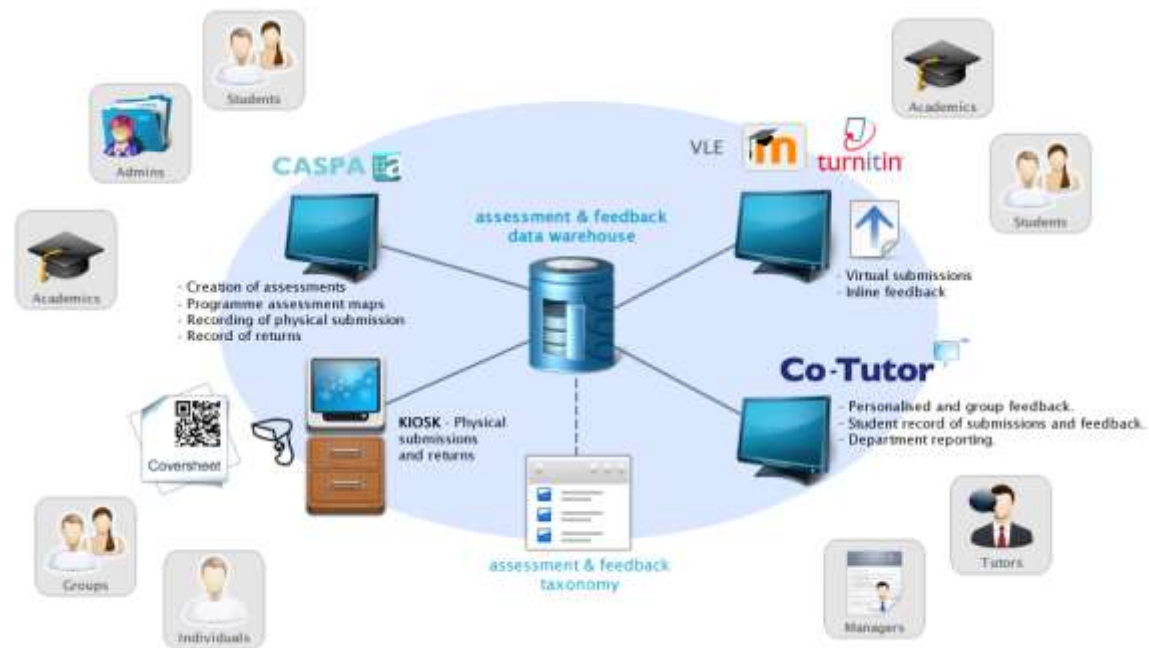 Students
Admins
Academics
CASPA
- Creation of assessments
- Programme assessment maps
- Recording of physical submission
- Record of returns
assessment & feedback
data warehouse
VLE
m
turnitin
- Virtual submissions
- Inline feedback
Academics
Students
Coversheet
KIOSK - Physical
submissions
and returns
Co-Tutor
- Personalised and group feedback.
- Student record of submissions and feedback.
- Department reporting.
assessment & feedback
taxonomy
Groups
Individuals
Tutors
Managers